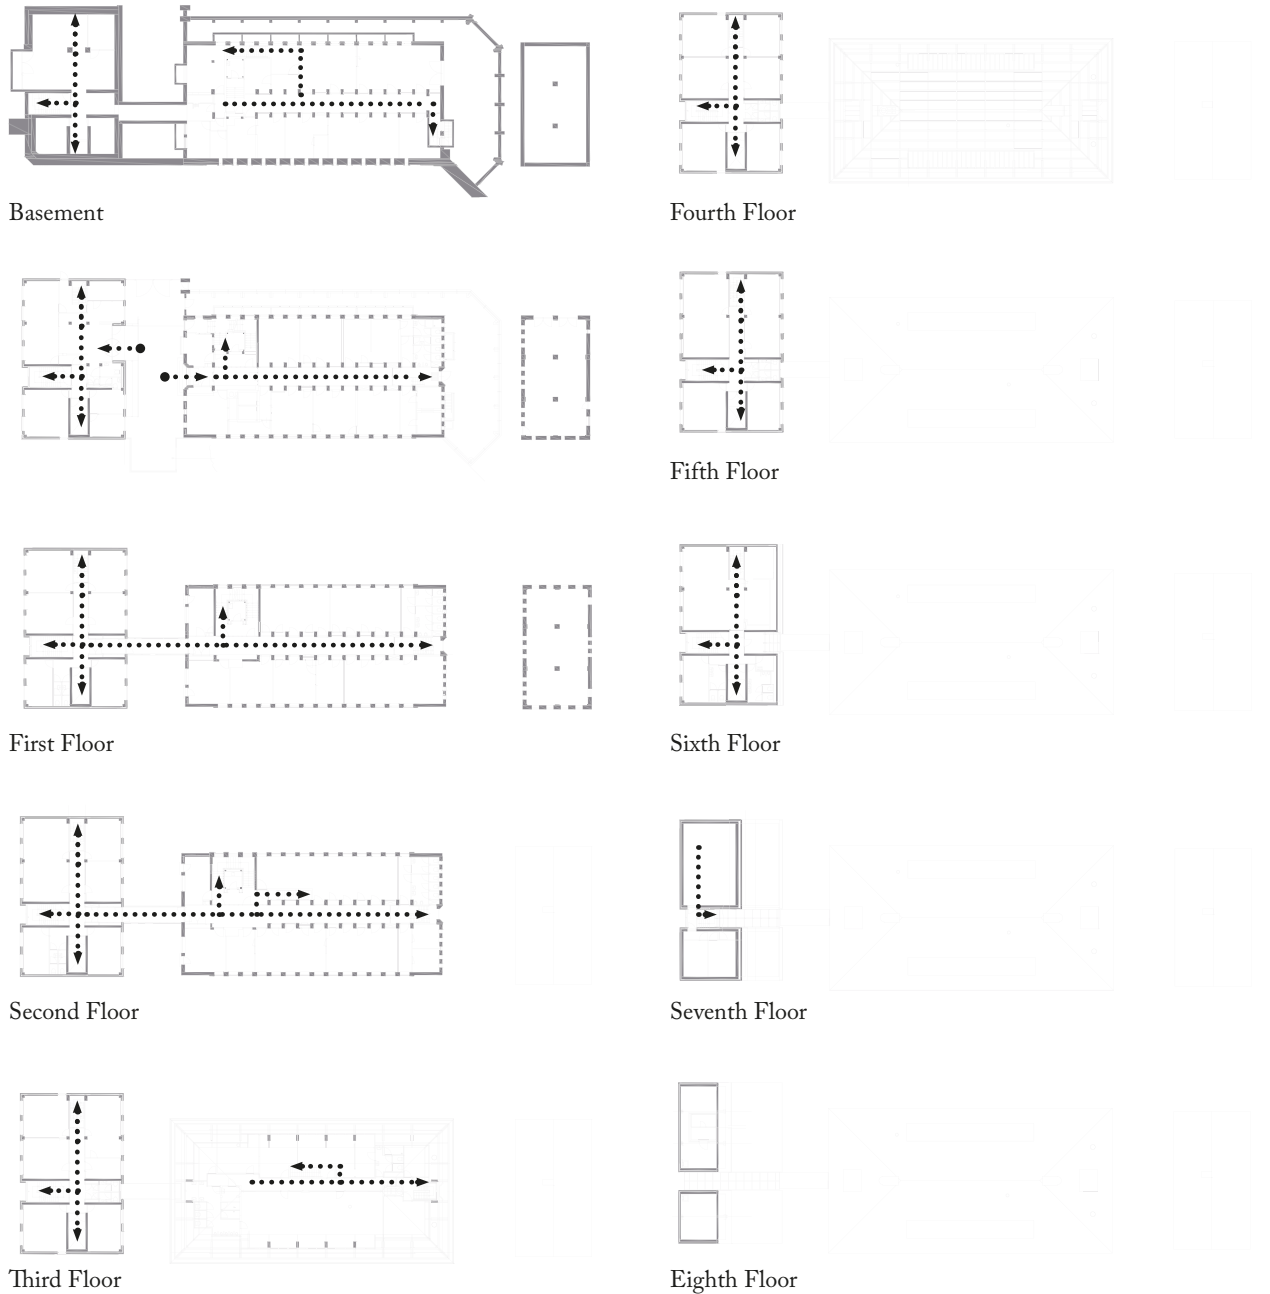 Basement
First Floor
Second Floor
Third Floor
Fourth Floor
Fifth Floor
Sixth Floor
Seventh Floor
Eighth Floor